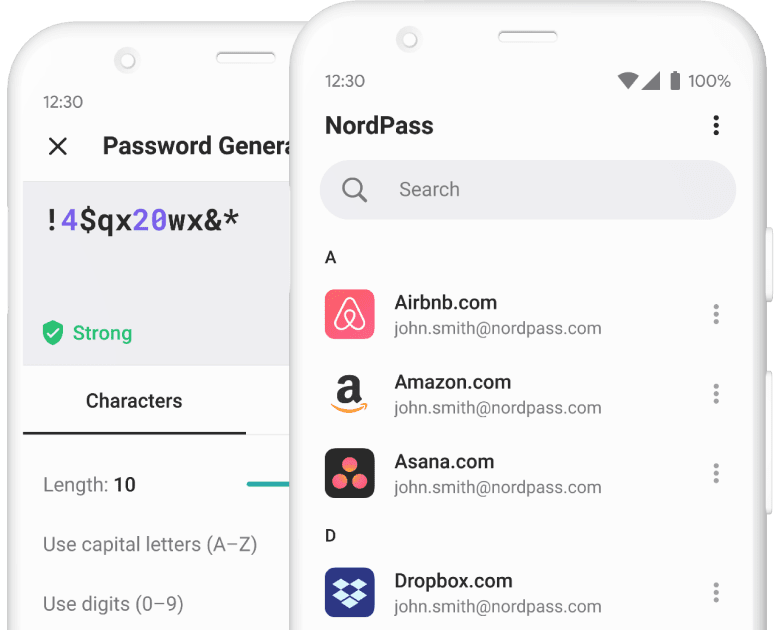 12:30
Password Genera
!4$qx20wx&*
Strong
Characters
Length: 10
Use capital letters (A–Z)
Use digits (0–9)
12:30
100%
NordPass
Search
A
Airbnb.com
john.smith@nordpass.com
a
Amazon.com
john.smith@nordpass.com
Asana.com
john.smith@nordpass.com
D
Dropbox.com
john.smith@nordpass.com